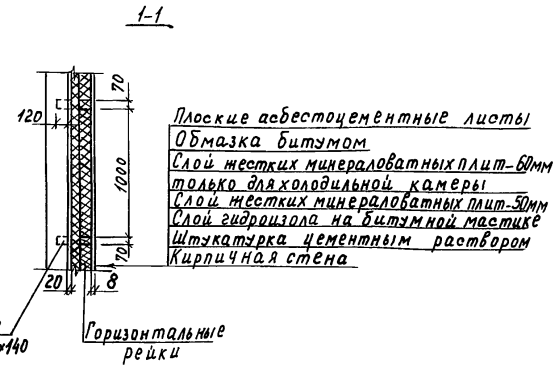 1-1
70
120
1000
70
20
8
Плоские асбестоцементные листы
Обмазка битумом
Слой жестких минераловатных плит-60мм
только для холодильной камеры
Слой жестких минераловатных плит-50мм
Слой гидроизола на битумной мастике
Штукатурка цементным раствором
Кирпичная стена
Горизонтальные
рейки
×140